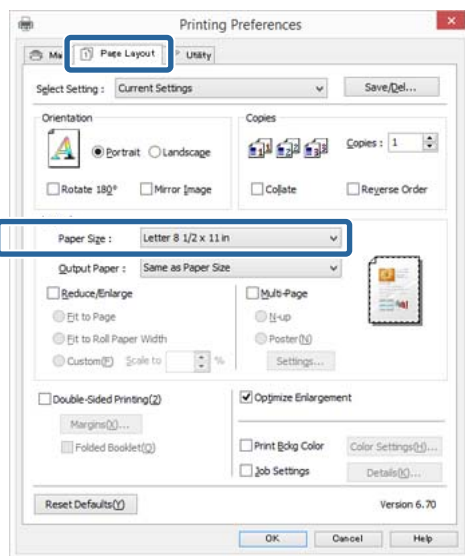 Printing Preferences
Page Layout Utility
Select Setting : Current Settings Save/Del...
Orientation Copies
Portrait Landscape Copies : 1
Rotate 180° Mirror Image Collate Reverse Order
Paper Size : Letter 8 1/2 x 11 in
Output Paper : Same as Paper Size
Reduce/Enlarge Multi-Page
Fit to Page N-up
Fit to Roll Paper Width Poster(N)
Custom(F) Scale to % Settings...
Double-Sided Printing(2) Optimize Enlargement
Margins(X)...
Folded Booklet(O) Print Bckg Color Color Settings(H)...
Job Settings Details(K)...
Reset Defaults(Y) Version 6.70
OK Cancel Help